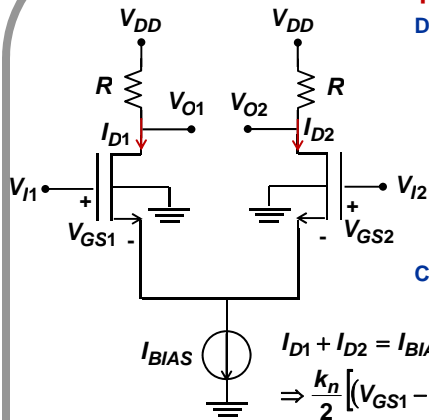 V_DD V_DD
D
R R
V_O1 V_O2
I_D1 I_D2
V_I1 V_I2
+ +
V_GS1 - - V_GS2
C
I_BIAS
I_D1 + I_D2 = I_BIA
⇒ k_n/2 [(V_GS1 −